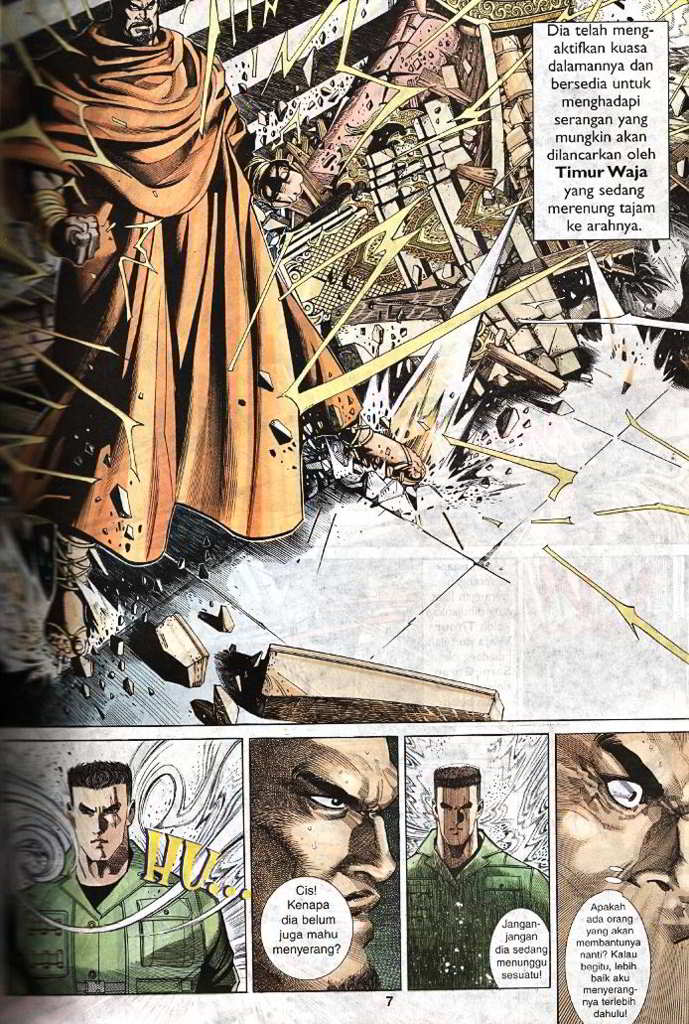 Dia telah meng-
aktifkan kuasa
dalamannya dan
bersedia untuk
menghadapi
serangan yang
mungkin akan
dilancarkan oleh
Timur Waja
yang sedang
merenung tajam
ke arahnya.
HU...
Cis!
Kenapa
dia belum
juga mahu
menyerang?
Jangan-
jangan
dia sedang
menunggu
sesuatu!
Apakah
ada orang
yang akan
membantunya
nanti? Kalau
begitu, lebih
baik aku
menyerang-
nya terlebih
dahulu!
7